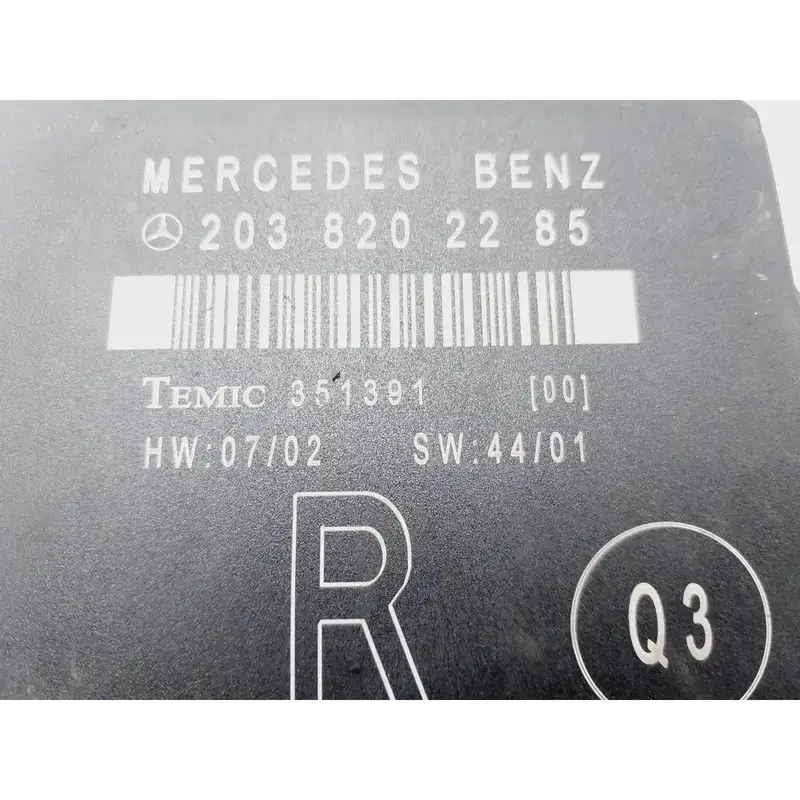 MERCEDES BENZ
203 820 22 85
TEMIC 351391 [00]
HW:07/02 SW:44/01
R
Q3